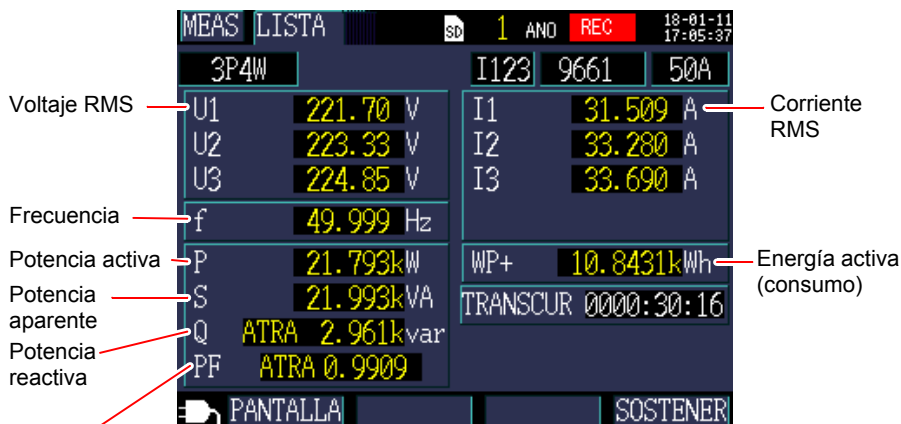 MEAS LISTA SD 1 ANO REC 18-01-11
17:05:37
3P4W I123 9661 50A
Voltaje RMS
U1 221.70 V
U2 223.33 V
U3 224.85 V
I1 31.509 A
I2 33.280 A
I3 33.690 A
Corriente
RMS
Frecuencia
f 49.999 Hz
Potencia activa
P 21.793kW
Potencia
aparente
S 21.993kVA
Potencia
reactiva
Q ATRA 2.961kvar
PF ATRA 0.9909
WP+ 10.8431kWh
Energía activa
(consumo)
TRANSCUR 0000:30:16
PANTALLA SOSTENER